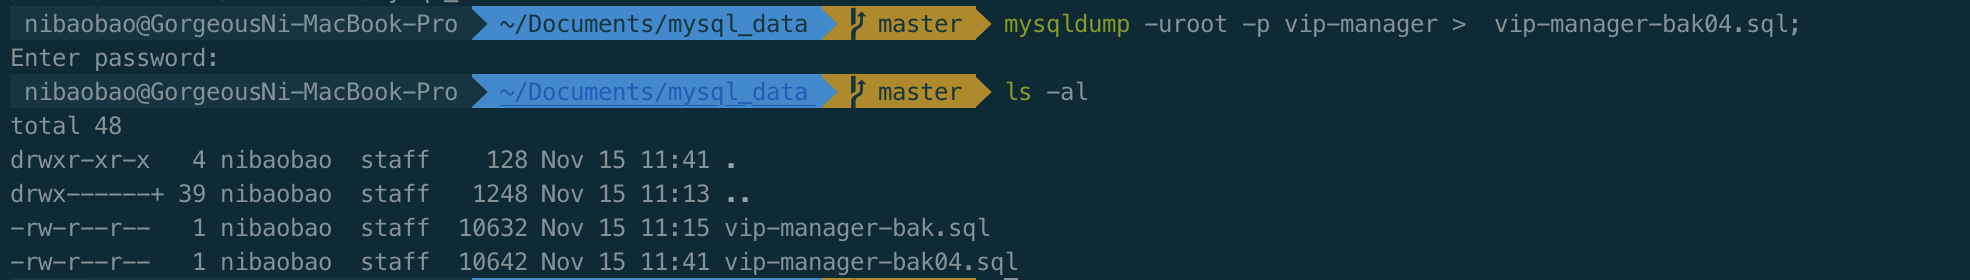 nibaobao@GorgeousNi-MacBook-Pro ~/Documents/mysql_data master mysqldump -uroot -p vip-manager >  vip-manager-bak04.sql;
Enter password:
nibaobao@GorgeousNi-MacBook-Pro ~/Documents/mysql_data master ls -al
total 48
drwxr-xr-x   4 nibaobao  staff    128 Nov 15 11:41 .
drwx------+ 39 nibaobao  staff   1248 Nov 15 11:13 ..
-rw-r--r--   1 nibaobao  staff  10632 Nov 15 11:15 vip-manager-bak.sql
-rw-r--r--   1 nibaobao  staff  10642 Nov 15 11:41 vip-manager-bak04.sql